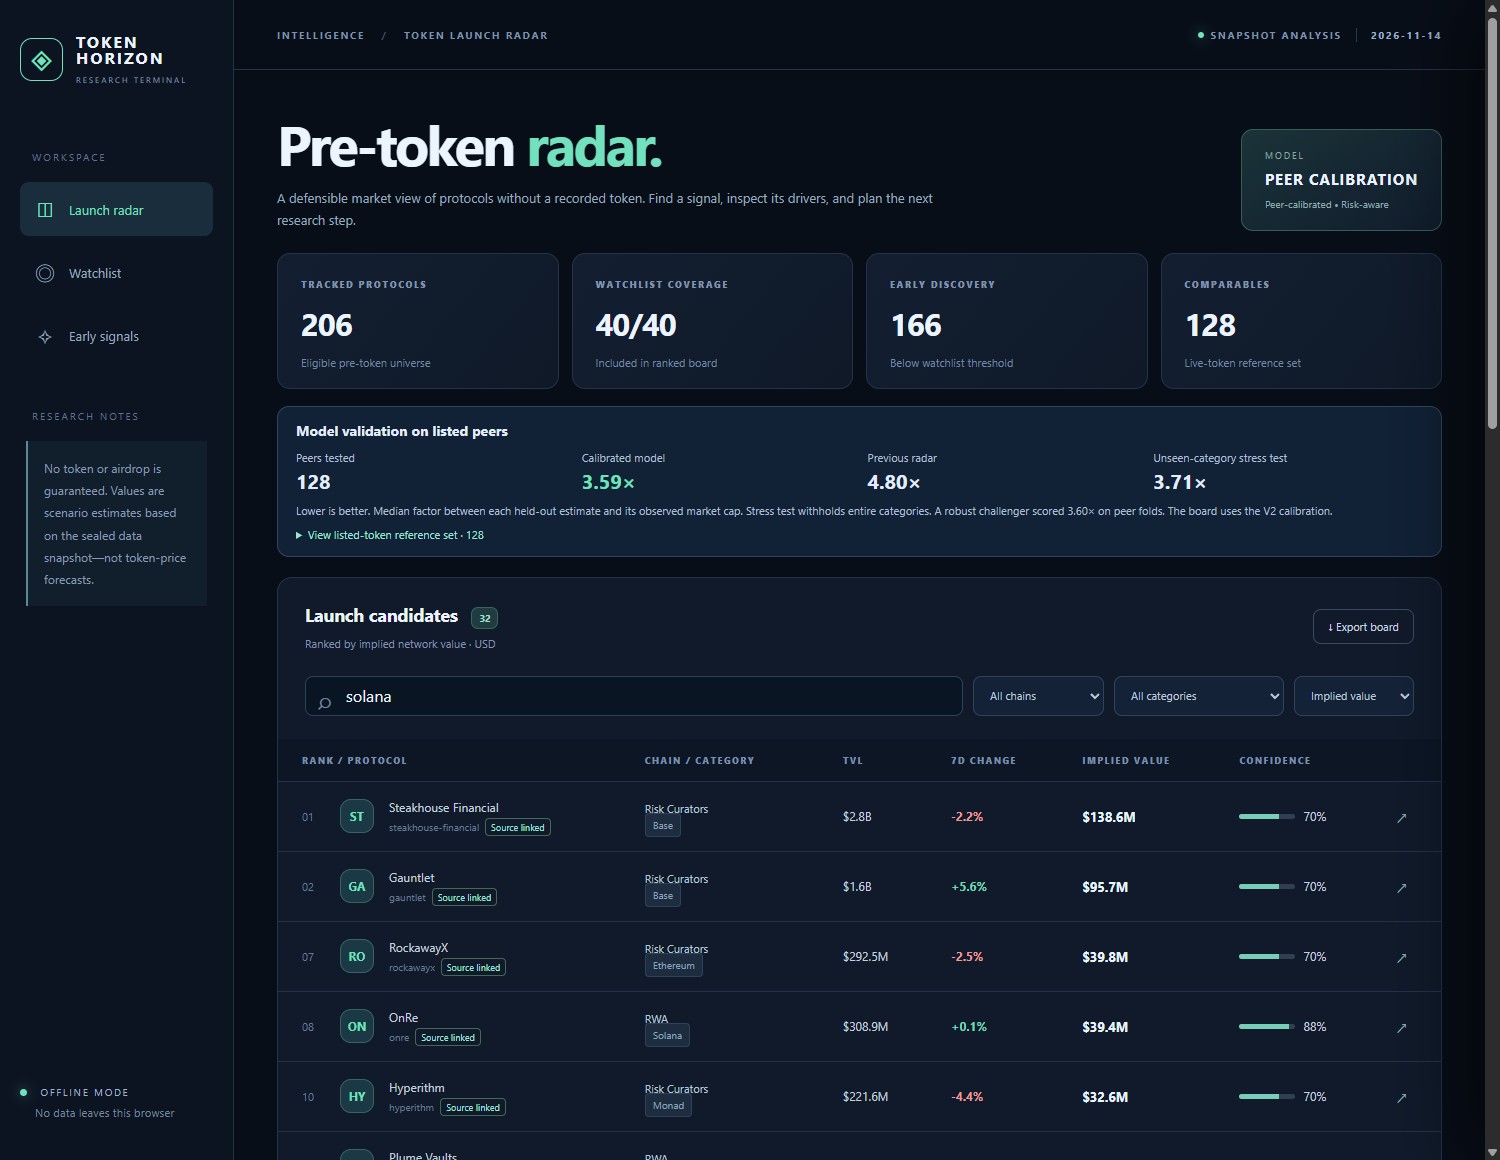 TOKEN
HORIZON
RESEARCH TERMINAL
WORKSPACE
Launch radar
Watchlist
Early signals
RESEARCH NOTES
No token or airdrop is
guaranteed. Values are
scenario estimates based
on the sealed data
snapshot—not token-price
forecasts.
OFFLINE MODE
No data leaves this browser
INTELLIGENCE / TOKEN LAUNCH RADAR
SNAPSHOT ANALYSIS 2026-11-14
Pre-token radar.
A defensible market view of protocols without a recorded token. Find a signal, inspect its drivers, and plan the next
research step.
MODEL
PEER CALIBRATION
Peer-calibrated • Risk-aware
TRACKED PROTOCOLS
206
Eligible pre-token universe
WATCHLIST COVERAGE
40/40
Included in ranked board
EARLY DISCOVERY
166
Below watchlist threshold
COMPARABLES
128
Live-token reference set
Model validation on listed peers
Peers tested
128
Calibrated model
3.59×
Previous radar
4.80×
Unseen-category stress test
3.71×
Lower is better. Median factor between each held-out estimate and its observed market cap. Stress test withholds entire categories. A robust challenger scored 3.60× on peer folds. The board uses the V2 calibration.
▶ View listed-token reference set · 128
Launch candidates 32
Ranked by implied network value · USD
↓ Export board
solana
All chains
All categories
Implied value
RANK / PROTOCOL CHAIN / CATEGORY TVL 7D CHANGE IMPLIED VALUE CONFIDENCE
01 ST Steakhouse Financial
steakhouse-financial Source linked
Risk Curators
Base
$2.8B -2.2% $138.6M 70% ↗
02 GA Gauntlet
gauntlet Source linked
Risk Curators
Base
$1.6B +5.6% $95.7M 70% ↗
07 RO RockawayX
rockawayx Source linked
Risk Curators
Ethereum
$292.5M -2.5% $39.8M 70% ↗
08 ON OnRe
onre Source linked
RWA
Solana
$308.9M +0.1% $39.4M 88% ↗
10 HY Hyperithm
hyperithm Source linked
Risk Curators
Monad
$221.6M -4.4% $32.6M 70% ↗
Plume Vaults
RWA